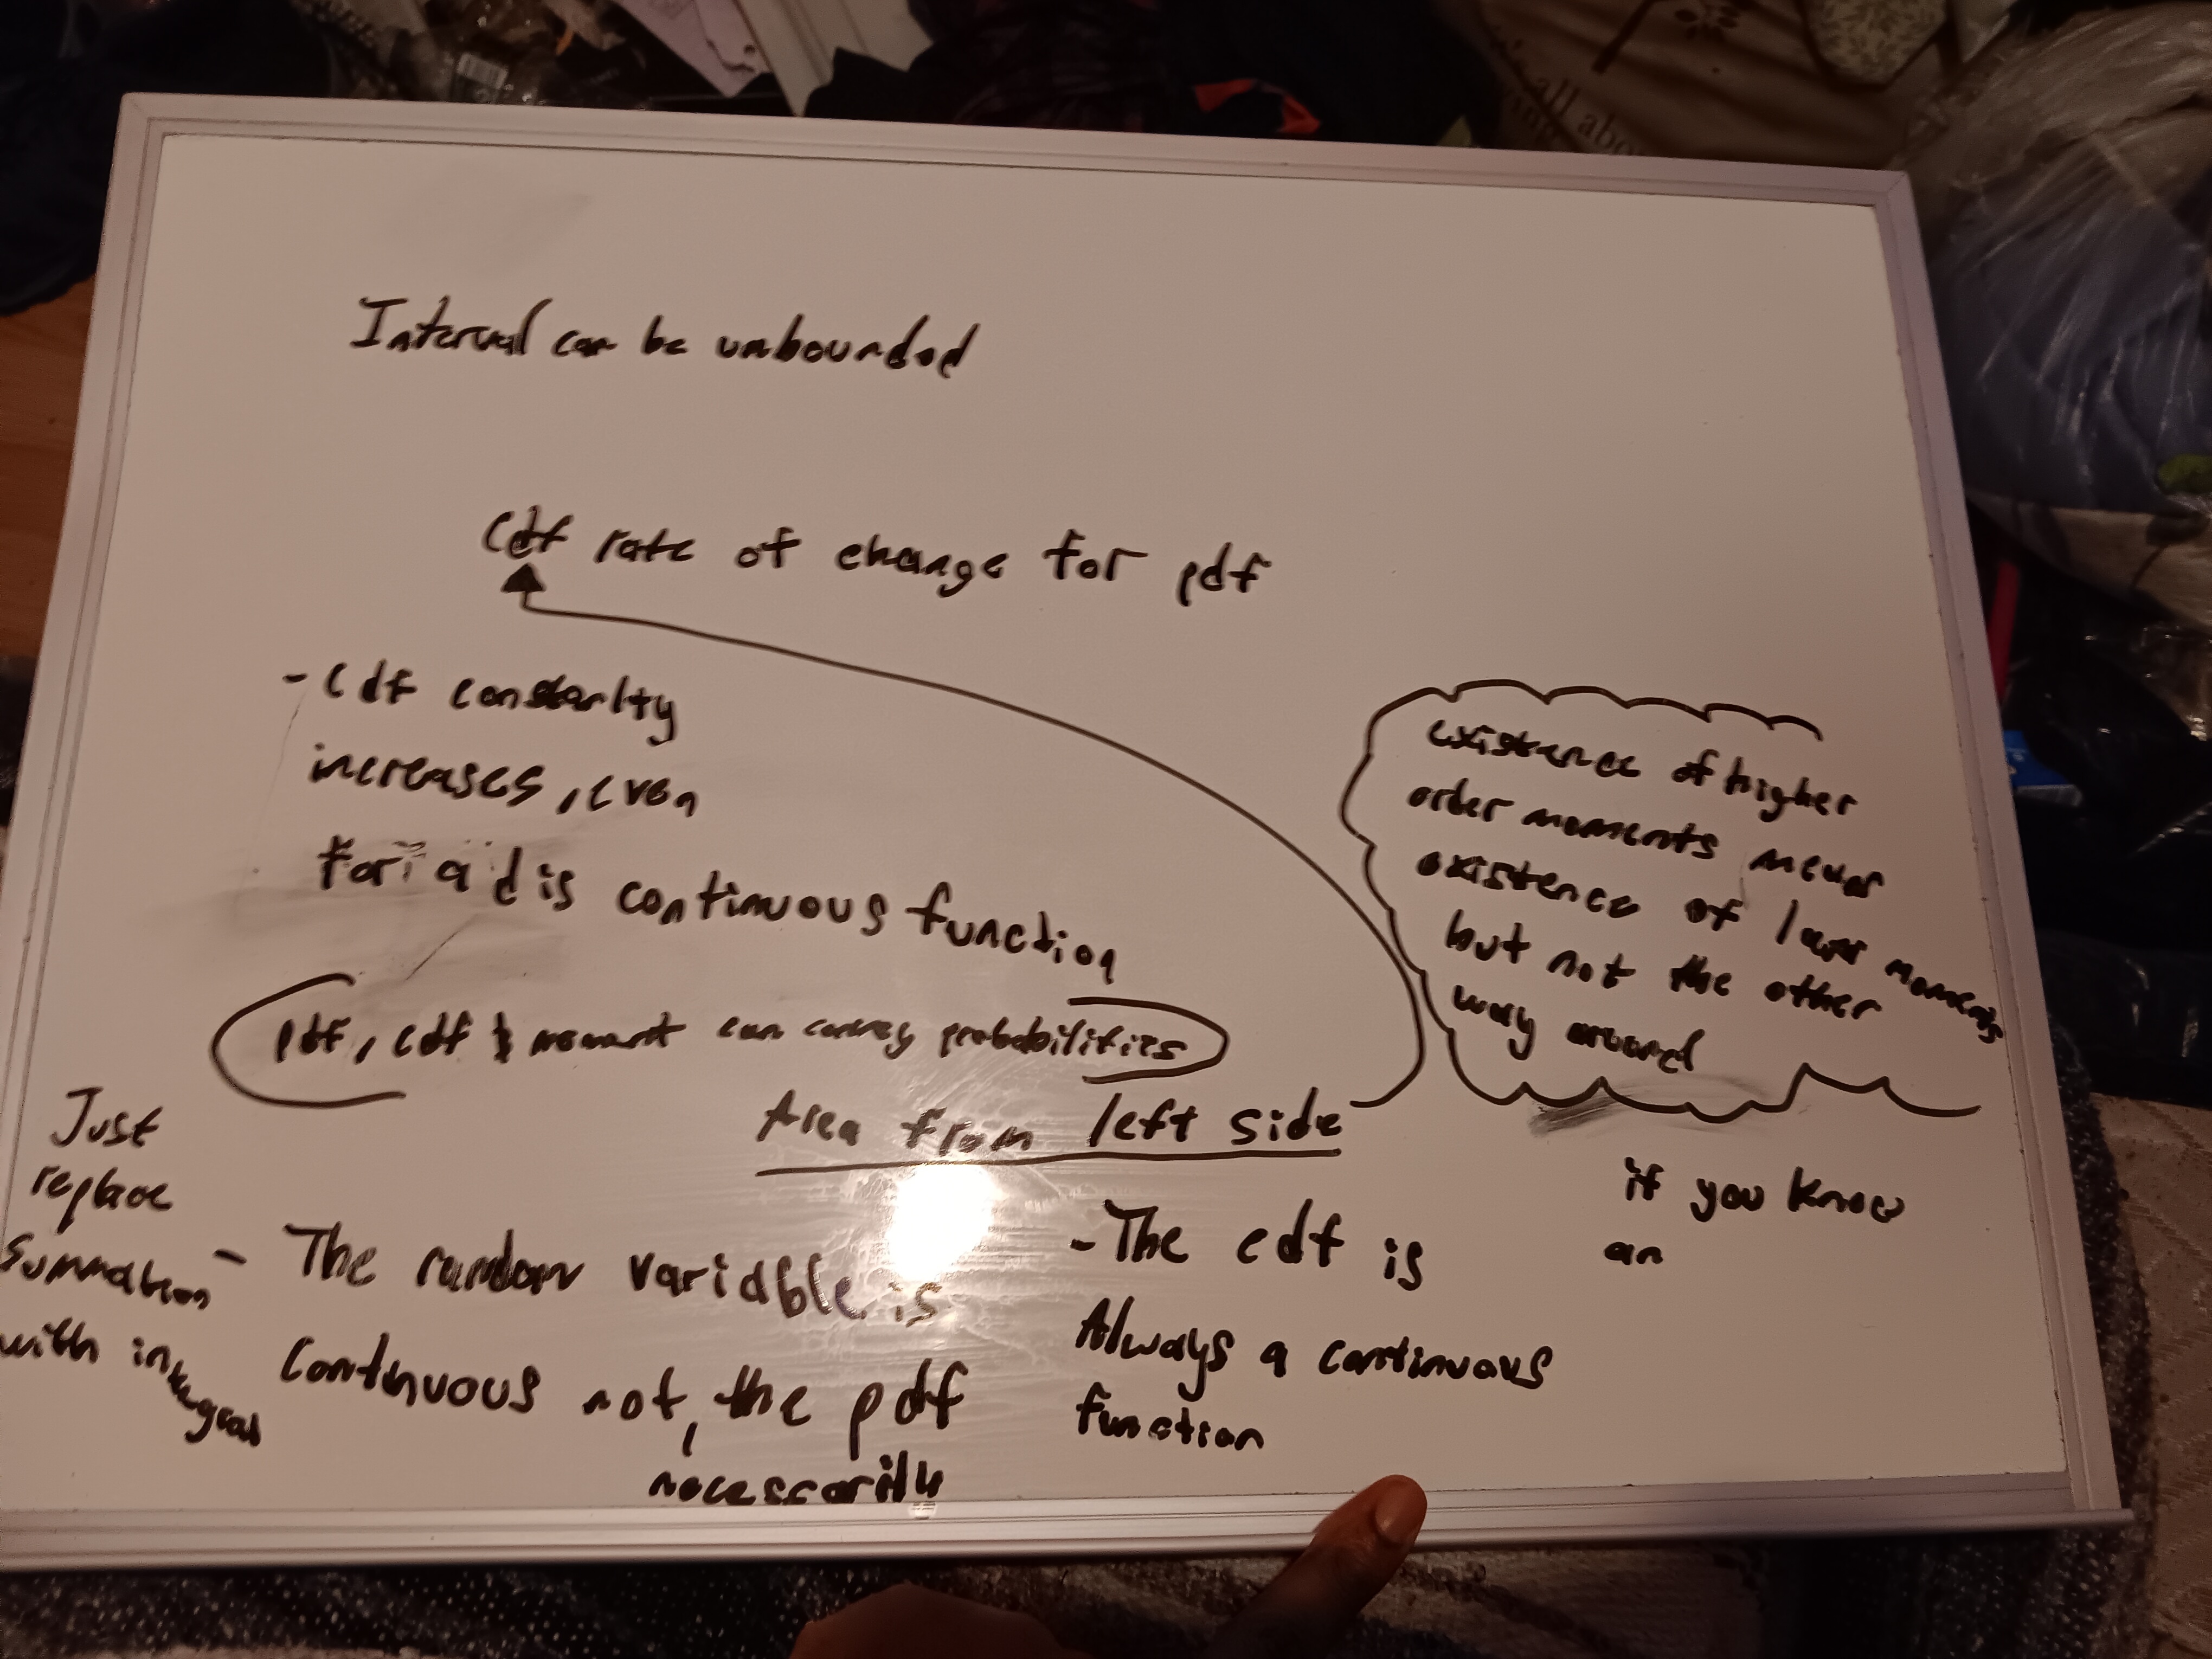 all abo
Interval can be unbounded
Cdf rate of change for pdf
- Cdf constantly
increases, even
for a dis continuous function
pdf, cdf & moment can convey probabilities
existence of higher
order moments mean
existence of lower moments
but not the other
way around
Area from left side
Just
replace
summation
with integral
- The random variable is
continuous not, the pdf
necessarily
- The cdf is
Always a continuous
function
if you know
an